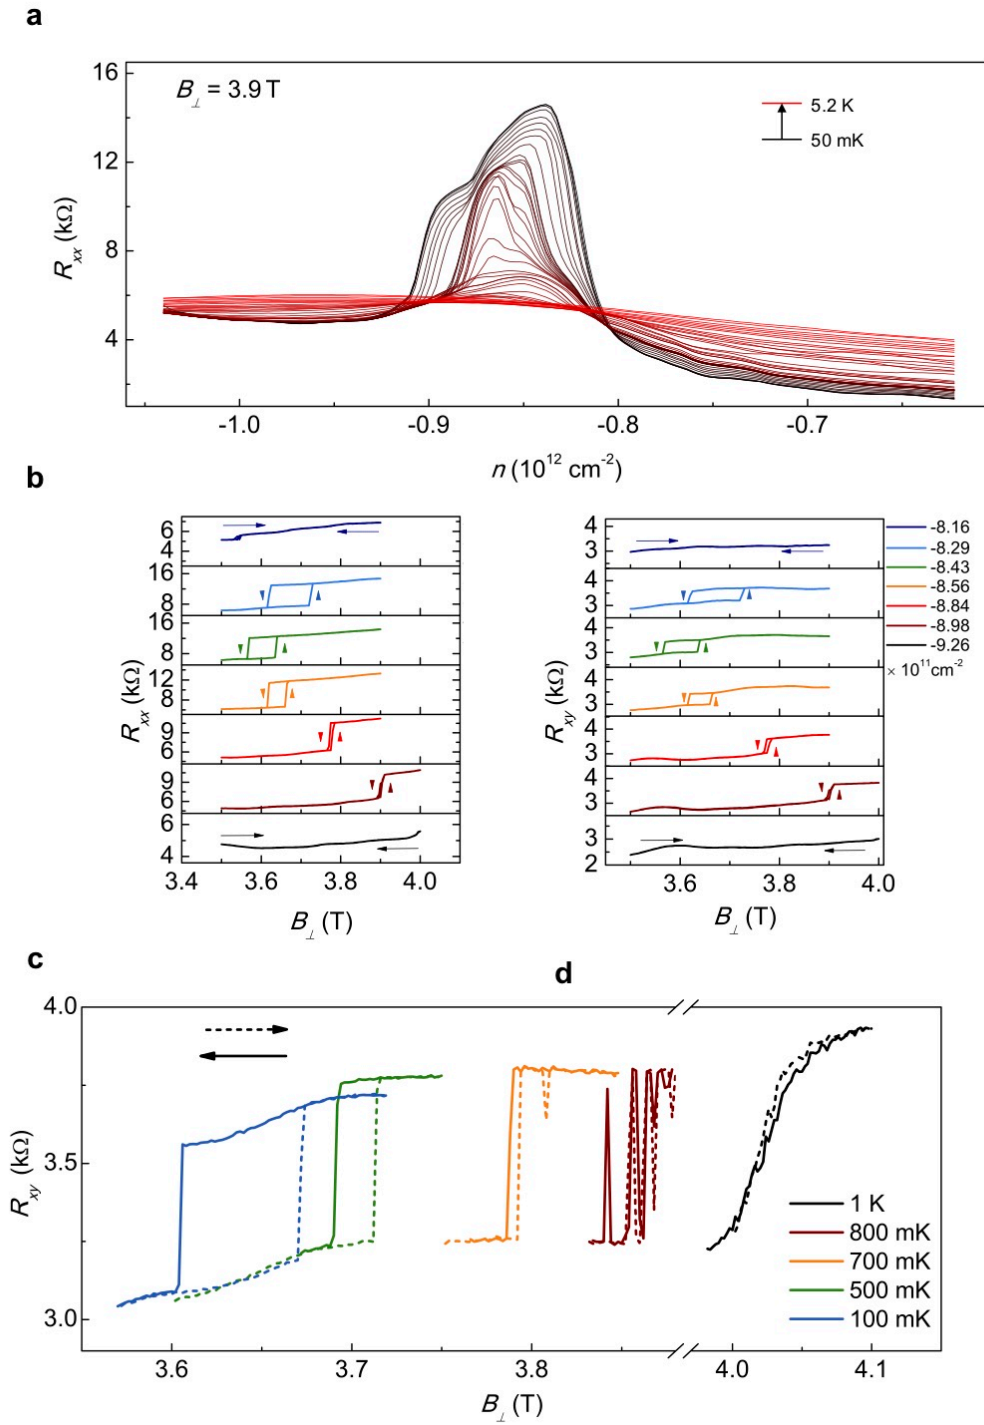 a
B⊥ = 3.9 T
5.2 K
50 mK
16
12
8
4
Rxx (kΩ)
-1.0 -0.9 -0.8 -0.7
n (10^12 cm^-2)
b
6
4
16
8
16
8
12
8
9
6
9
6
6
4
Rxx (kΩ)
3.4 3.6 3.8 4.0
B⊥ (T)
4
3
4
3
4
3
4
3
4
3
4
3
3
2
Rxy (kΩ)
3.6 3.8 4.0
B⊥ (T)
-8.16
-8.29
-8.43
-8.56
-8.84
-8.98
-9.26
× 10^11cm^-2
c
d
4.0
3.5
3.0
Rxy (kΩ)
1 K
800 mK
700 mK
500 mK
100 mK
3.6 3.7 3.8 4.0 4.1
B⊥ (T)